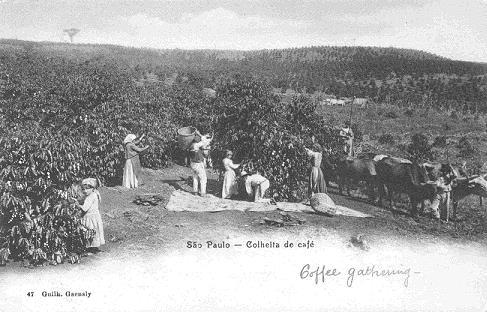 São Paulo — Colheita de café
Coffee gathering -
47 Guilh. Gaensly